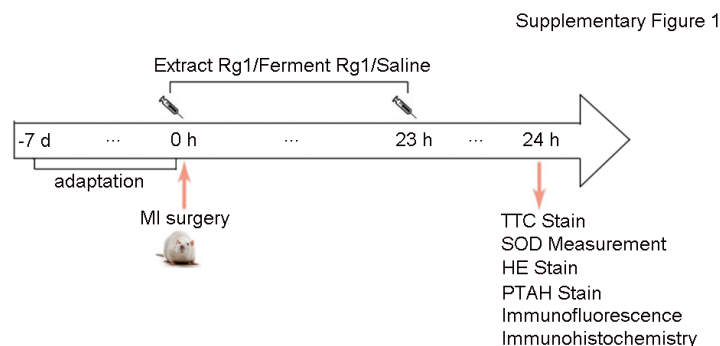 Supplementary Figure 1
Extract Rg1/Ferment Rg1/Saline
-7 d ... 0 h ... 23 h ... 24 h
adaptation
MI surgery
TTC Stain
SOD Measurement
HE Stain
PTAH Stain
Immunofluorescence
Immunohistochemistry